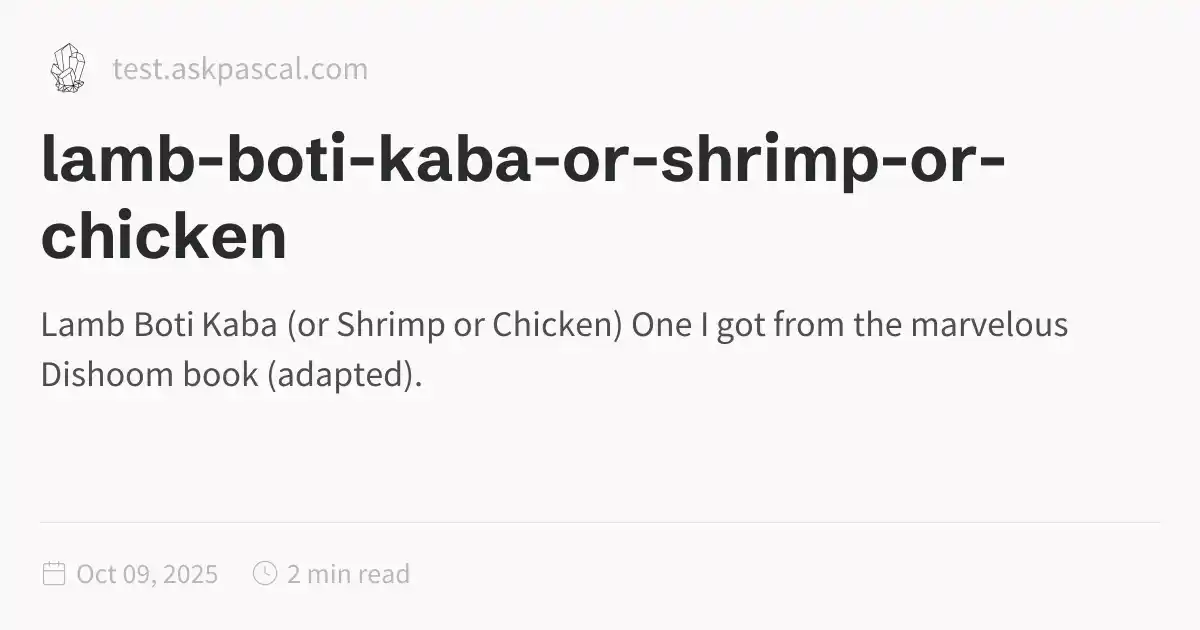 test.askpascal.com
lamb-boti-kaba-or-shrimp-or-
chicken
Lamb Boti Kaba (or Shrimp or Chicken) One I got from the marvelous
Dishoom book (adapted).
Oct 09, 2025 2 min read